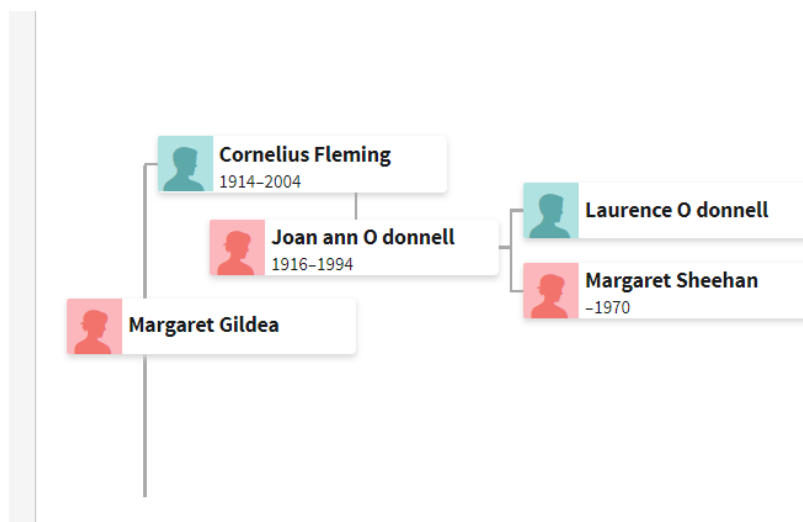 Cornelius Fleming
1914–2004
Joan ann O donnell
1916–1994
Laurence O donnell
Margaret Sheehan
–1970
Margaret Gildea